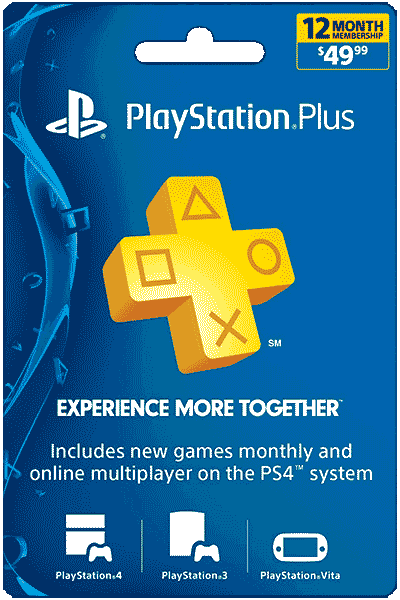 12 MONTH
MEMBERSHIP
$49.99
PlayStation®Plus
SM
EXPERIENCE MORE TOGETHER™
Includes new games monthly and
online multiplayer on the PS4™ system
PlayStation®4 PlayStation®3 PlayStation®Vita